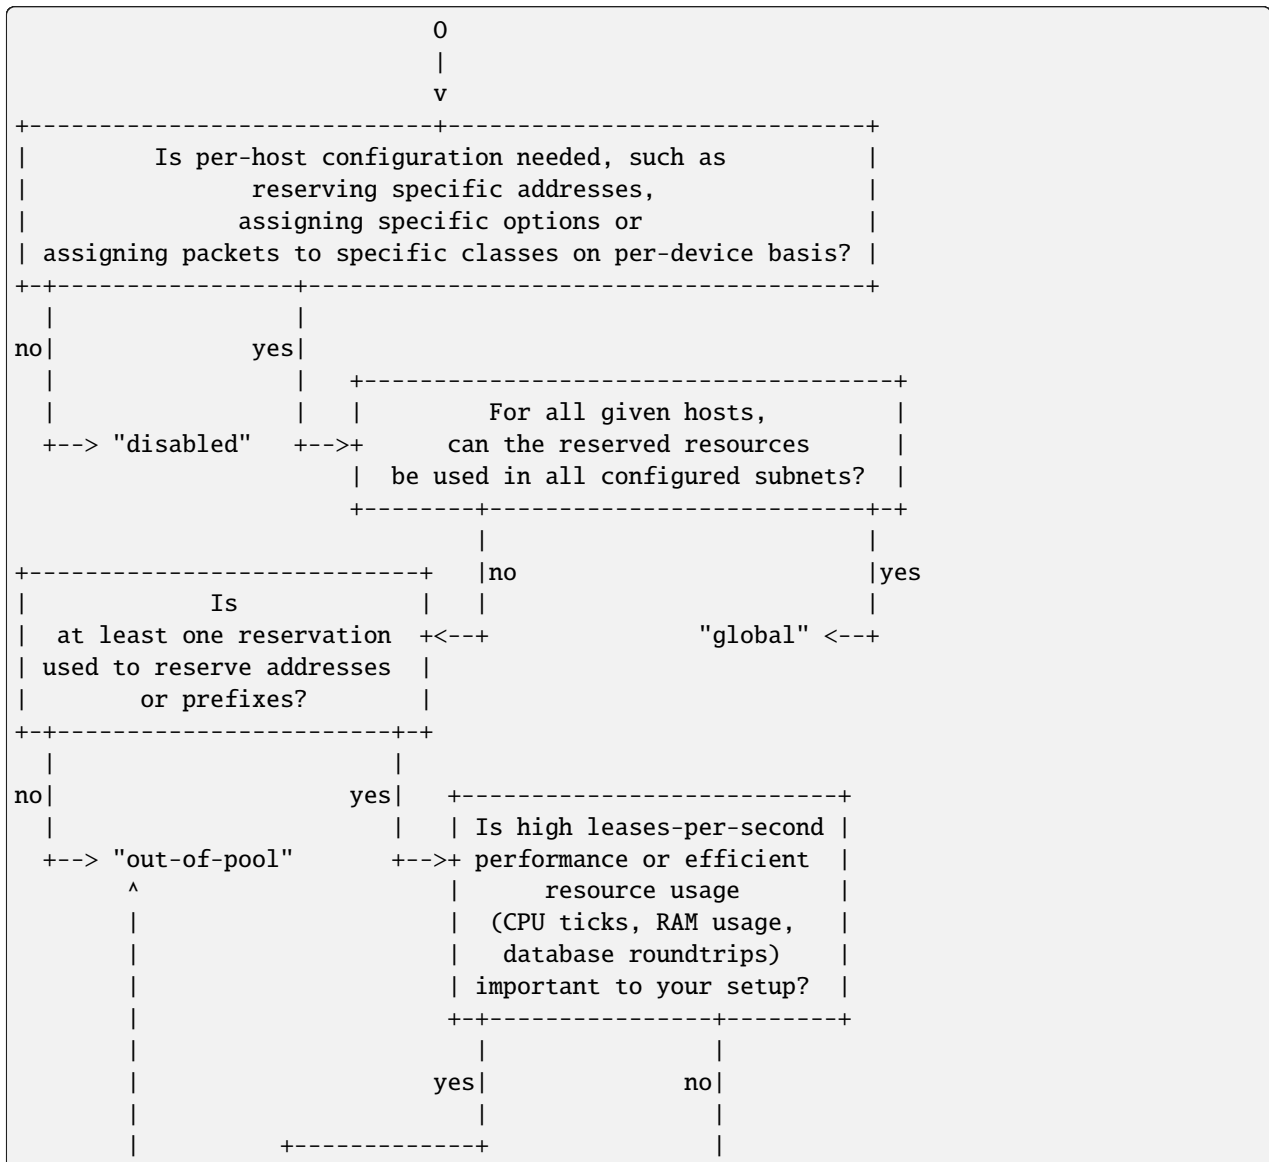 O
                              |
                              v
+-----------------------------+------------------------------+
|         Is per-host configuration needed, such as          |
|                reserving specific addresses,               |
|               assigning specific options or                |
| assigning packets to specific classes on per-device basis? |
+-+-----------------+----------------------------------------+
  |                 |
no|              yes|
  |                 |   +--------------------------------------+
  |                 |   |         For all given hosts,         |
  +--> "disabled"   +-->+      can the reserved resources      |
                        |  be used in all configured subnets?  |
                        +--------+---------------------------+-+
                                 |                           |
+----------------------------+   |no                         |yes
|             Is             |   |                           |
|  at least one reservation  +<--+               "global" <--+
| used to reserve addresses  |
|        or prefixes?        |
+-+------------------------+-+
  |                        |
no|                     yes|   +---------------------------+
  |                        |   | Is high leases-per-second |
  +--> "out-of-pool"       +-->+ performance or efficient  |
        ^                      |      resource usage       |
        |                      |  (CPU ticks, RAM usage,   |
        |                      |   database roundtrips)    |
        |                      | important to your setup?  |
        |                      +-+----------------+--------+
        |                        |                |
        |                     yes|              no|
        |                        |                |
        |          +-------------+                |